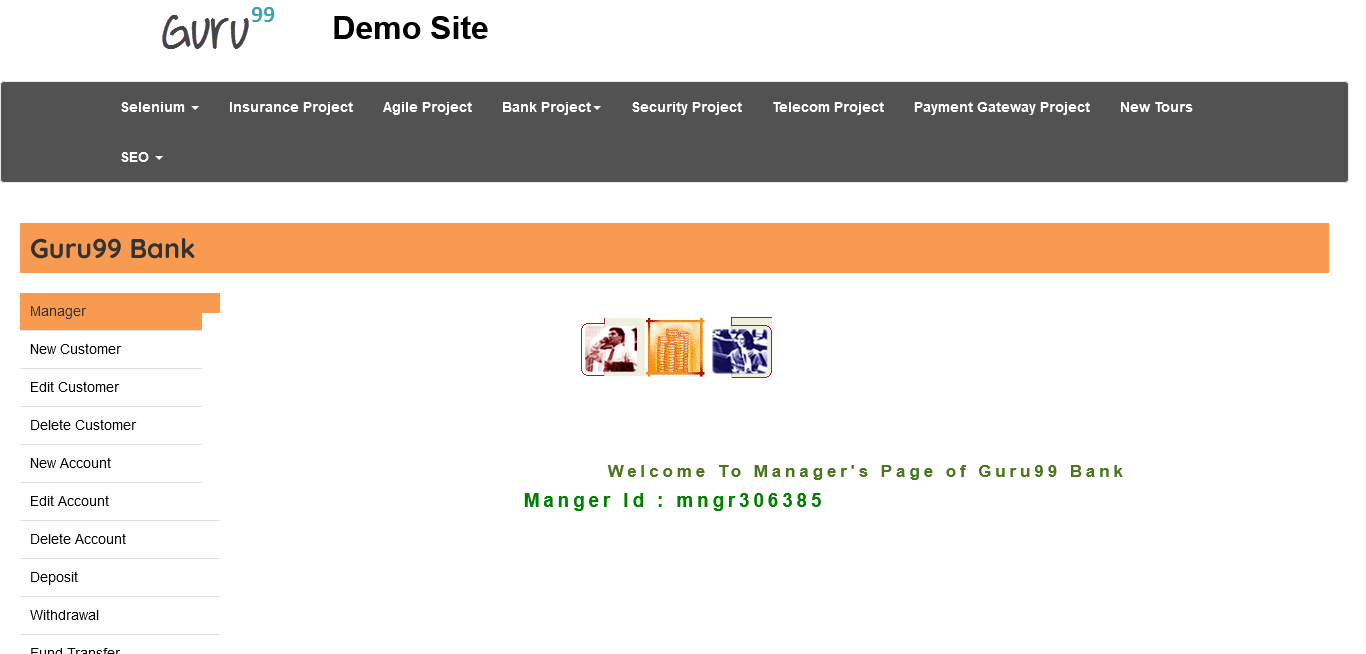 Guru99
Demo Site
Selenium Insurance Project Agile Project Bank Project Security Project Telecom Project Payment Gateway Project New Tours
SEO
Guru99 Bank
Manager
New Customer
Edit Customer
Delete Customer
New Account
Edit Account
Delete Account
Deposit
Withdrawal
Fund Transfer
Welcome To Manager's Page of Guru99 Bank
Manger Id : mngr306385